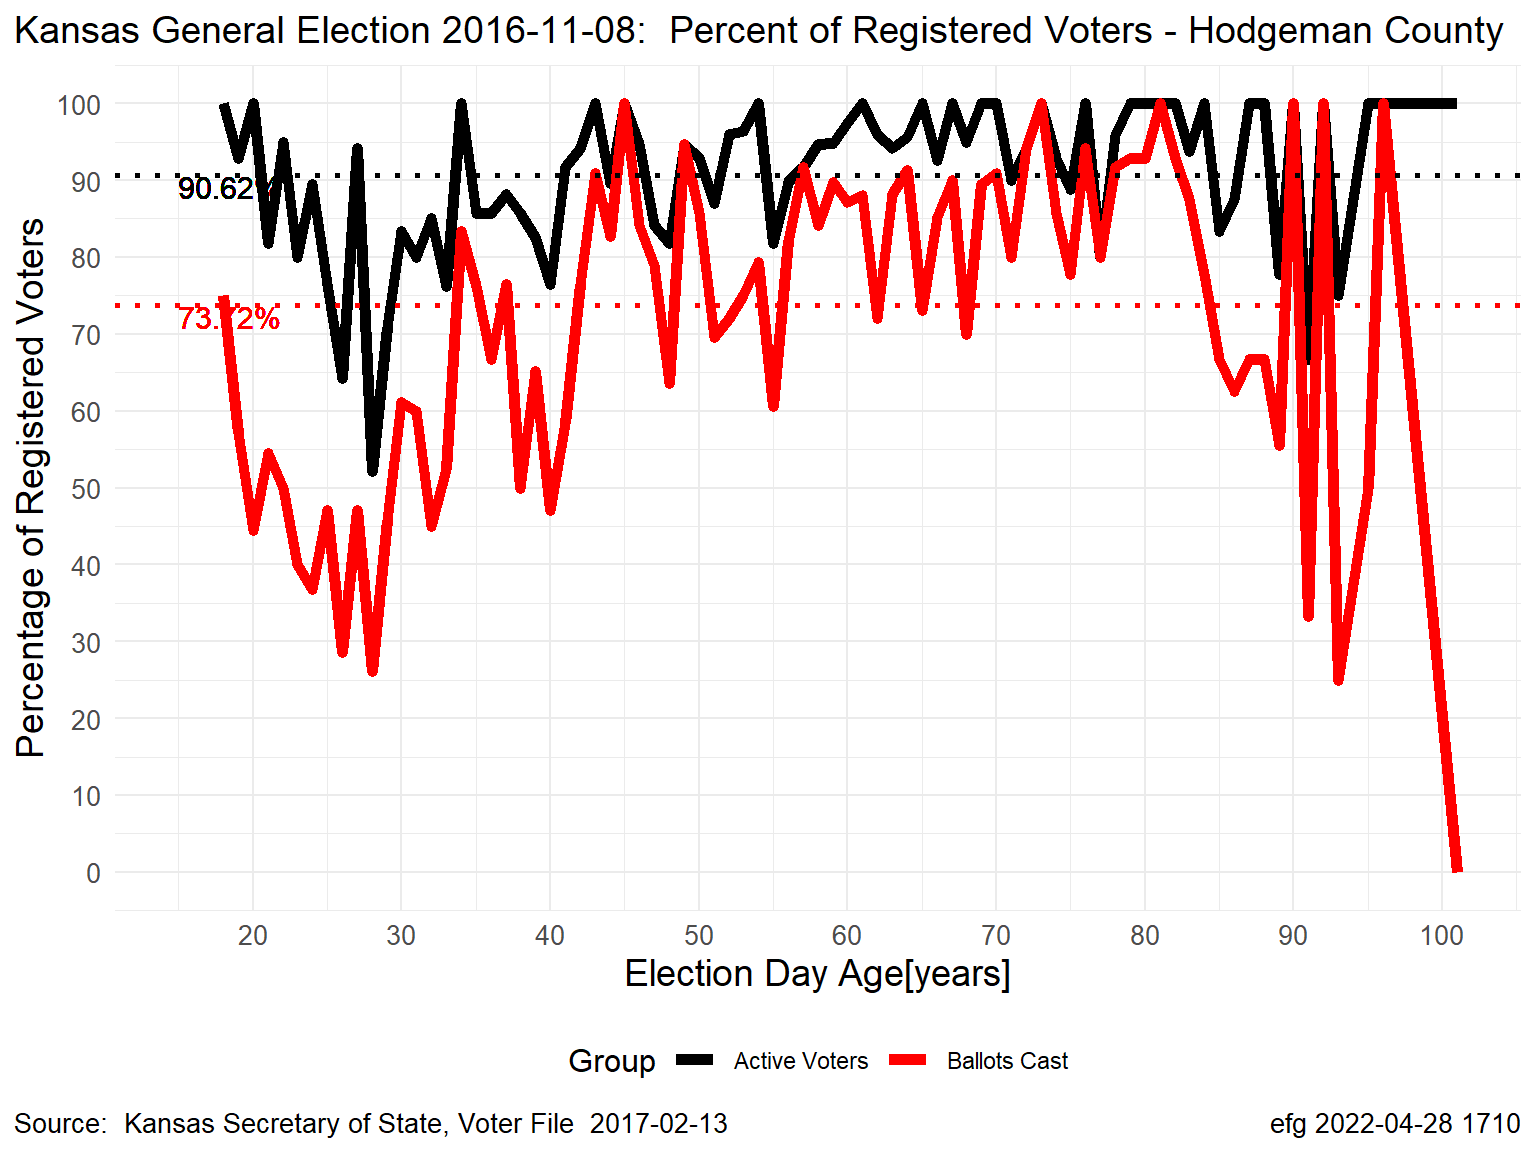 Kansas General Election 2016-11-08:  Percent of Registered Voters - Hodgeman County
Percentage of Registered Voters
100
90
80
70
60
50
40
30
20
10
0
90.62%
73.72%
20 30 40 50 60 70 80 90 100
Election Day Age[years]
Group Active Voters Ballots Cast
Source:  Kansas Secretary of State, Voter File  2017-02-13
efg 2022-04-28 1710